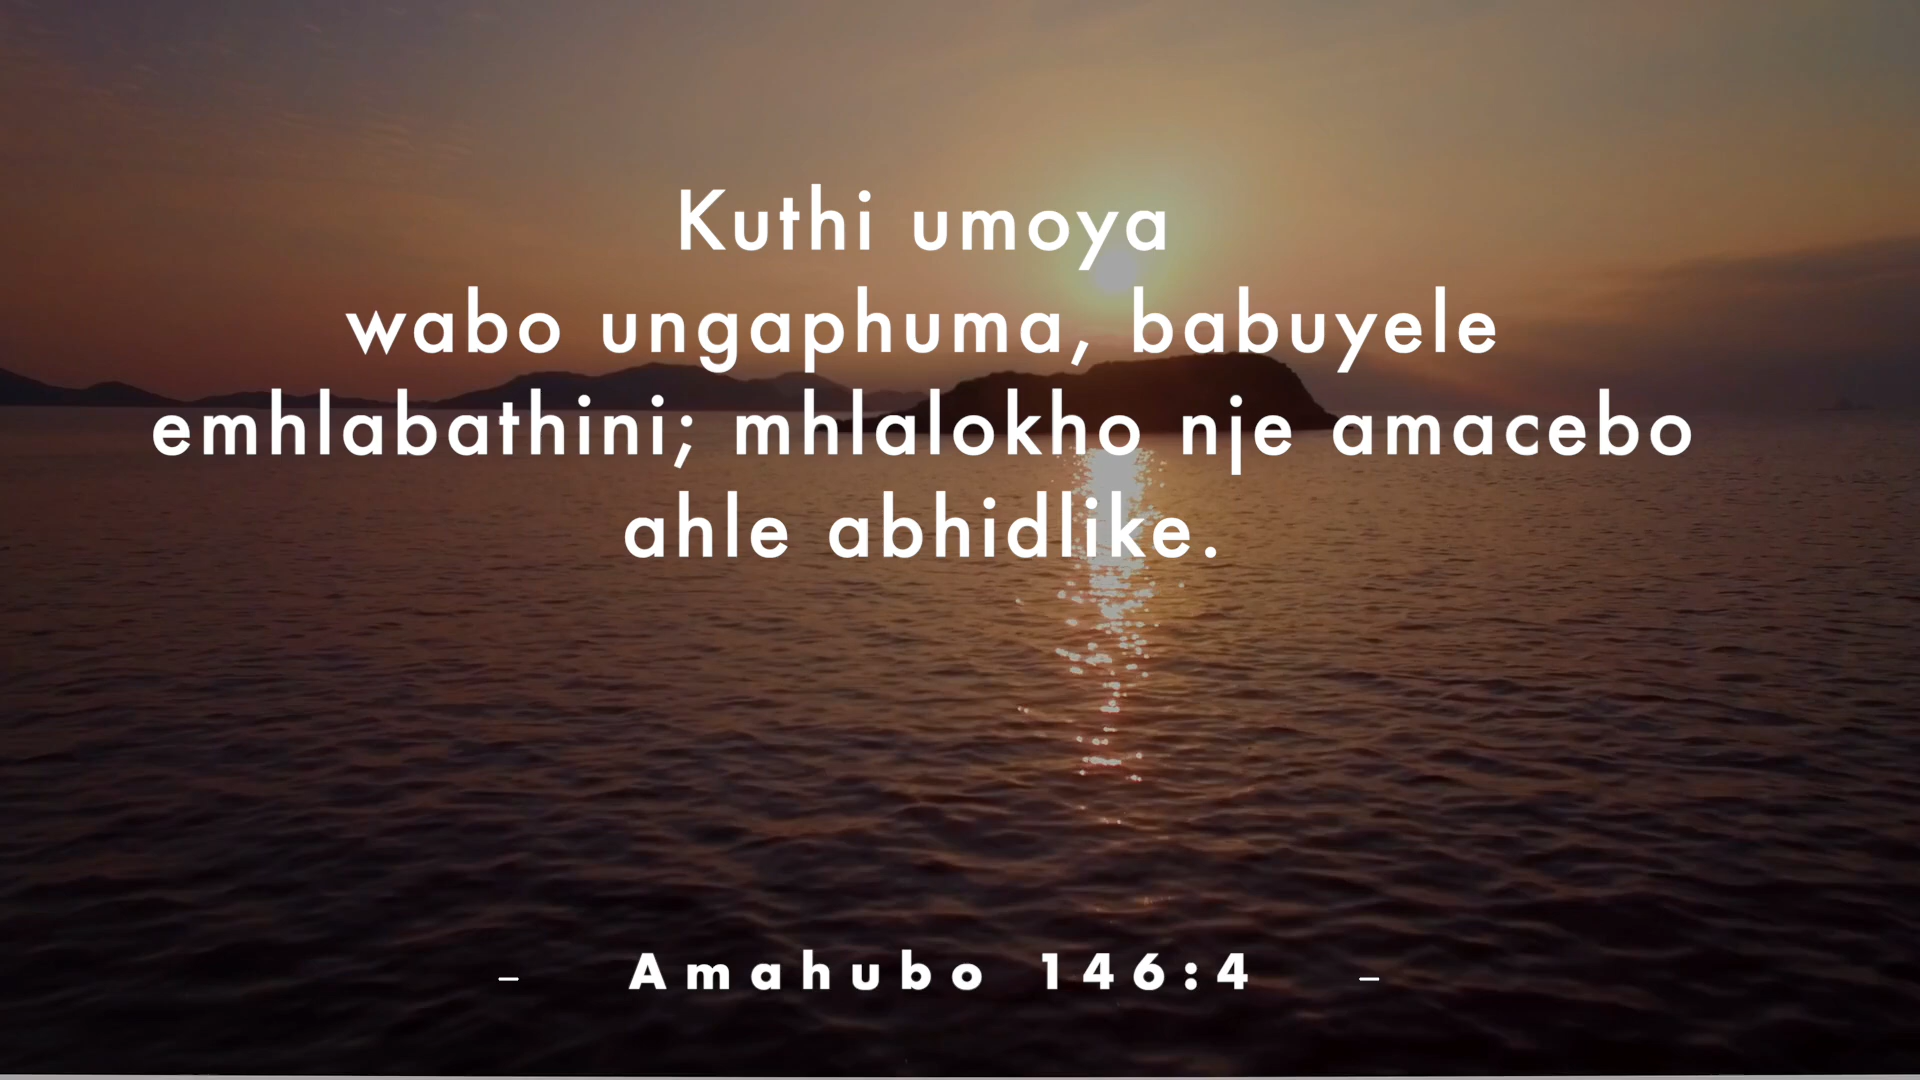 Kuthi umoya
wabo ungaphuma, babuyele
emhlabathini; mhlalokho nje amacebo
ahle abhidlike.
– Amahubo 146:4 –